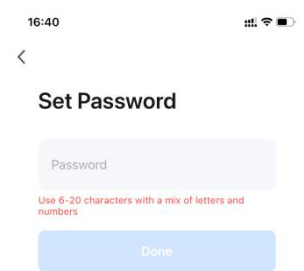 16:40
Set Password
Password
Use 6-20 characters with a mix of letters and
numbers
Done